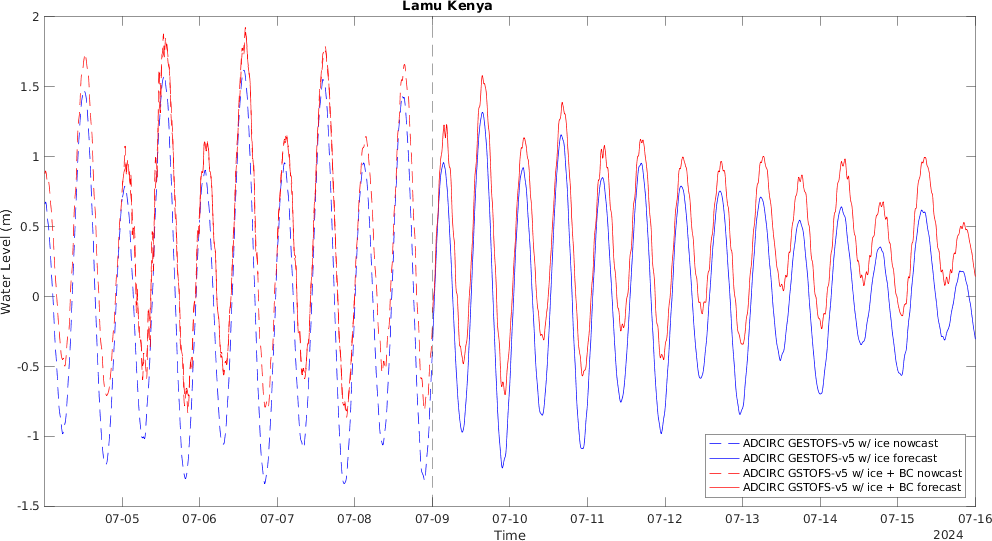 Lamu Kenya
2
1.5
1
0.5
0
-0.5
-1
-1.5
Water Level (m)
ADCIRC GESTOFS-v5 w/ ice nowcast
ADCIRC GESTOFS-v5 w/ ice forecast
ADCIRC GSTOFS-v5 w/ ice + BC nowcast
ADCIRC GSTOFS-v5 w/ ice + BC forecast
07-05 07-06 07-07 07-08 07-09 07-10 07-11 07-12 07-13 07-14 07-15 07-16
Time
2024